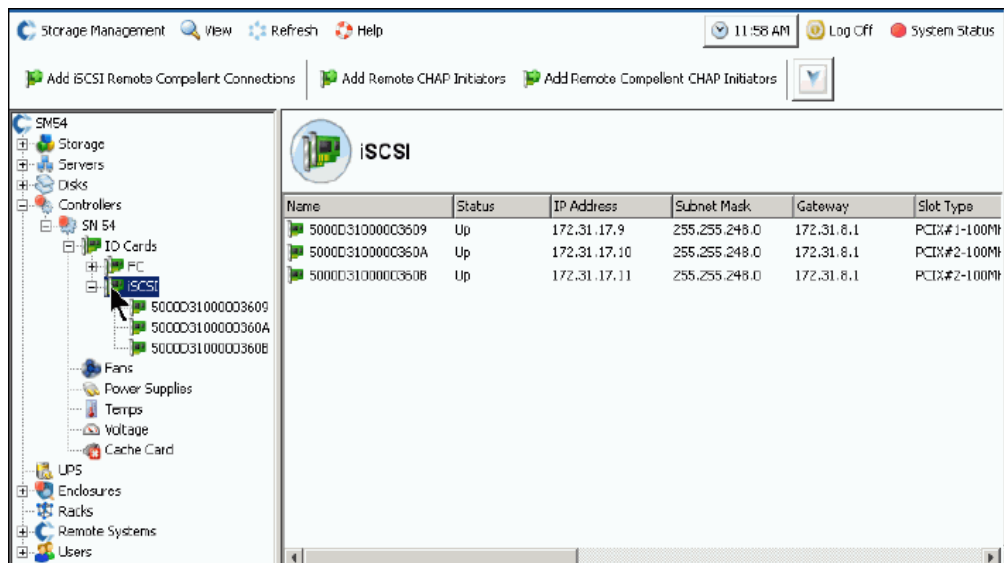 Storage Management View Refresh Help 11:58 AM Log Off System Status
Add iSCSI Remote Compellent Connections Add Remote CHAP Initiators Add Remote Compellent CHAP Initiators
SM54
Storage
Servers
Disks
Controllers
SN 54
IO Cards
FC
iSCSI
5000D31000003609
5000D3100000360A
5000D3100000360B
Fans
Power Supplies
Temps
Voltage
Cache Card
UPS
Enclosures
Racks
Remote Systems
Users
iSCSI
Name Status IP Address Subnet Mask Gateway Slot Type
5000D31000003609 Up 172.31.17.9 255.255.248.0 172.31.8.1 PCIX#1-100MH
5000D3100000360A Up 172.31.17.10 255.255.248.0 172.31.8.1 PCIX#2-100MH
5000D3100000360B Up 172.31.17.11 255.255.248.0 172.31.8.1 PCIX#2-100MH